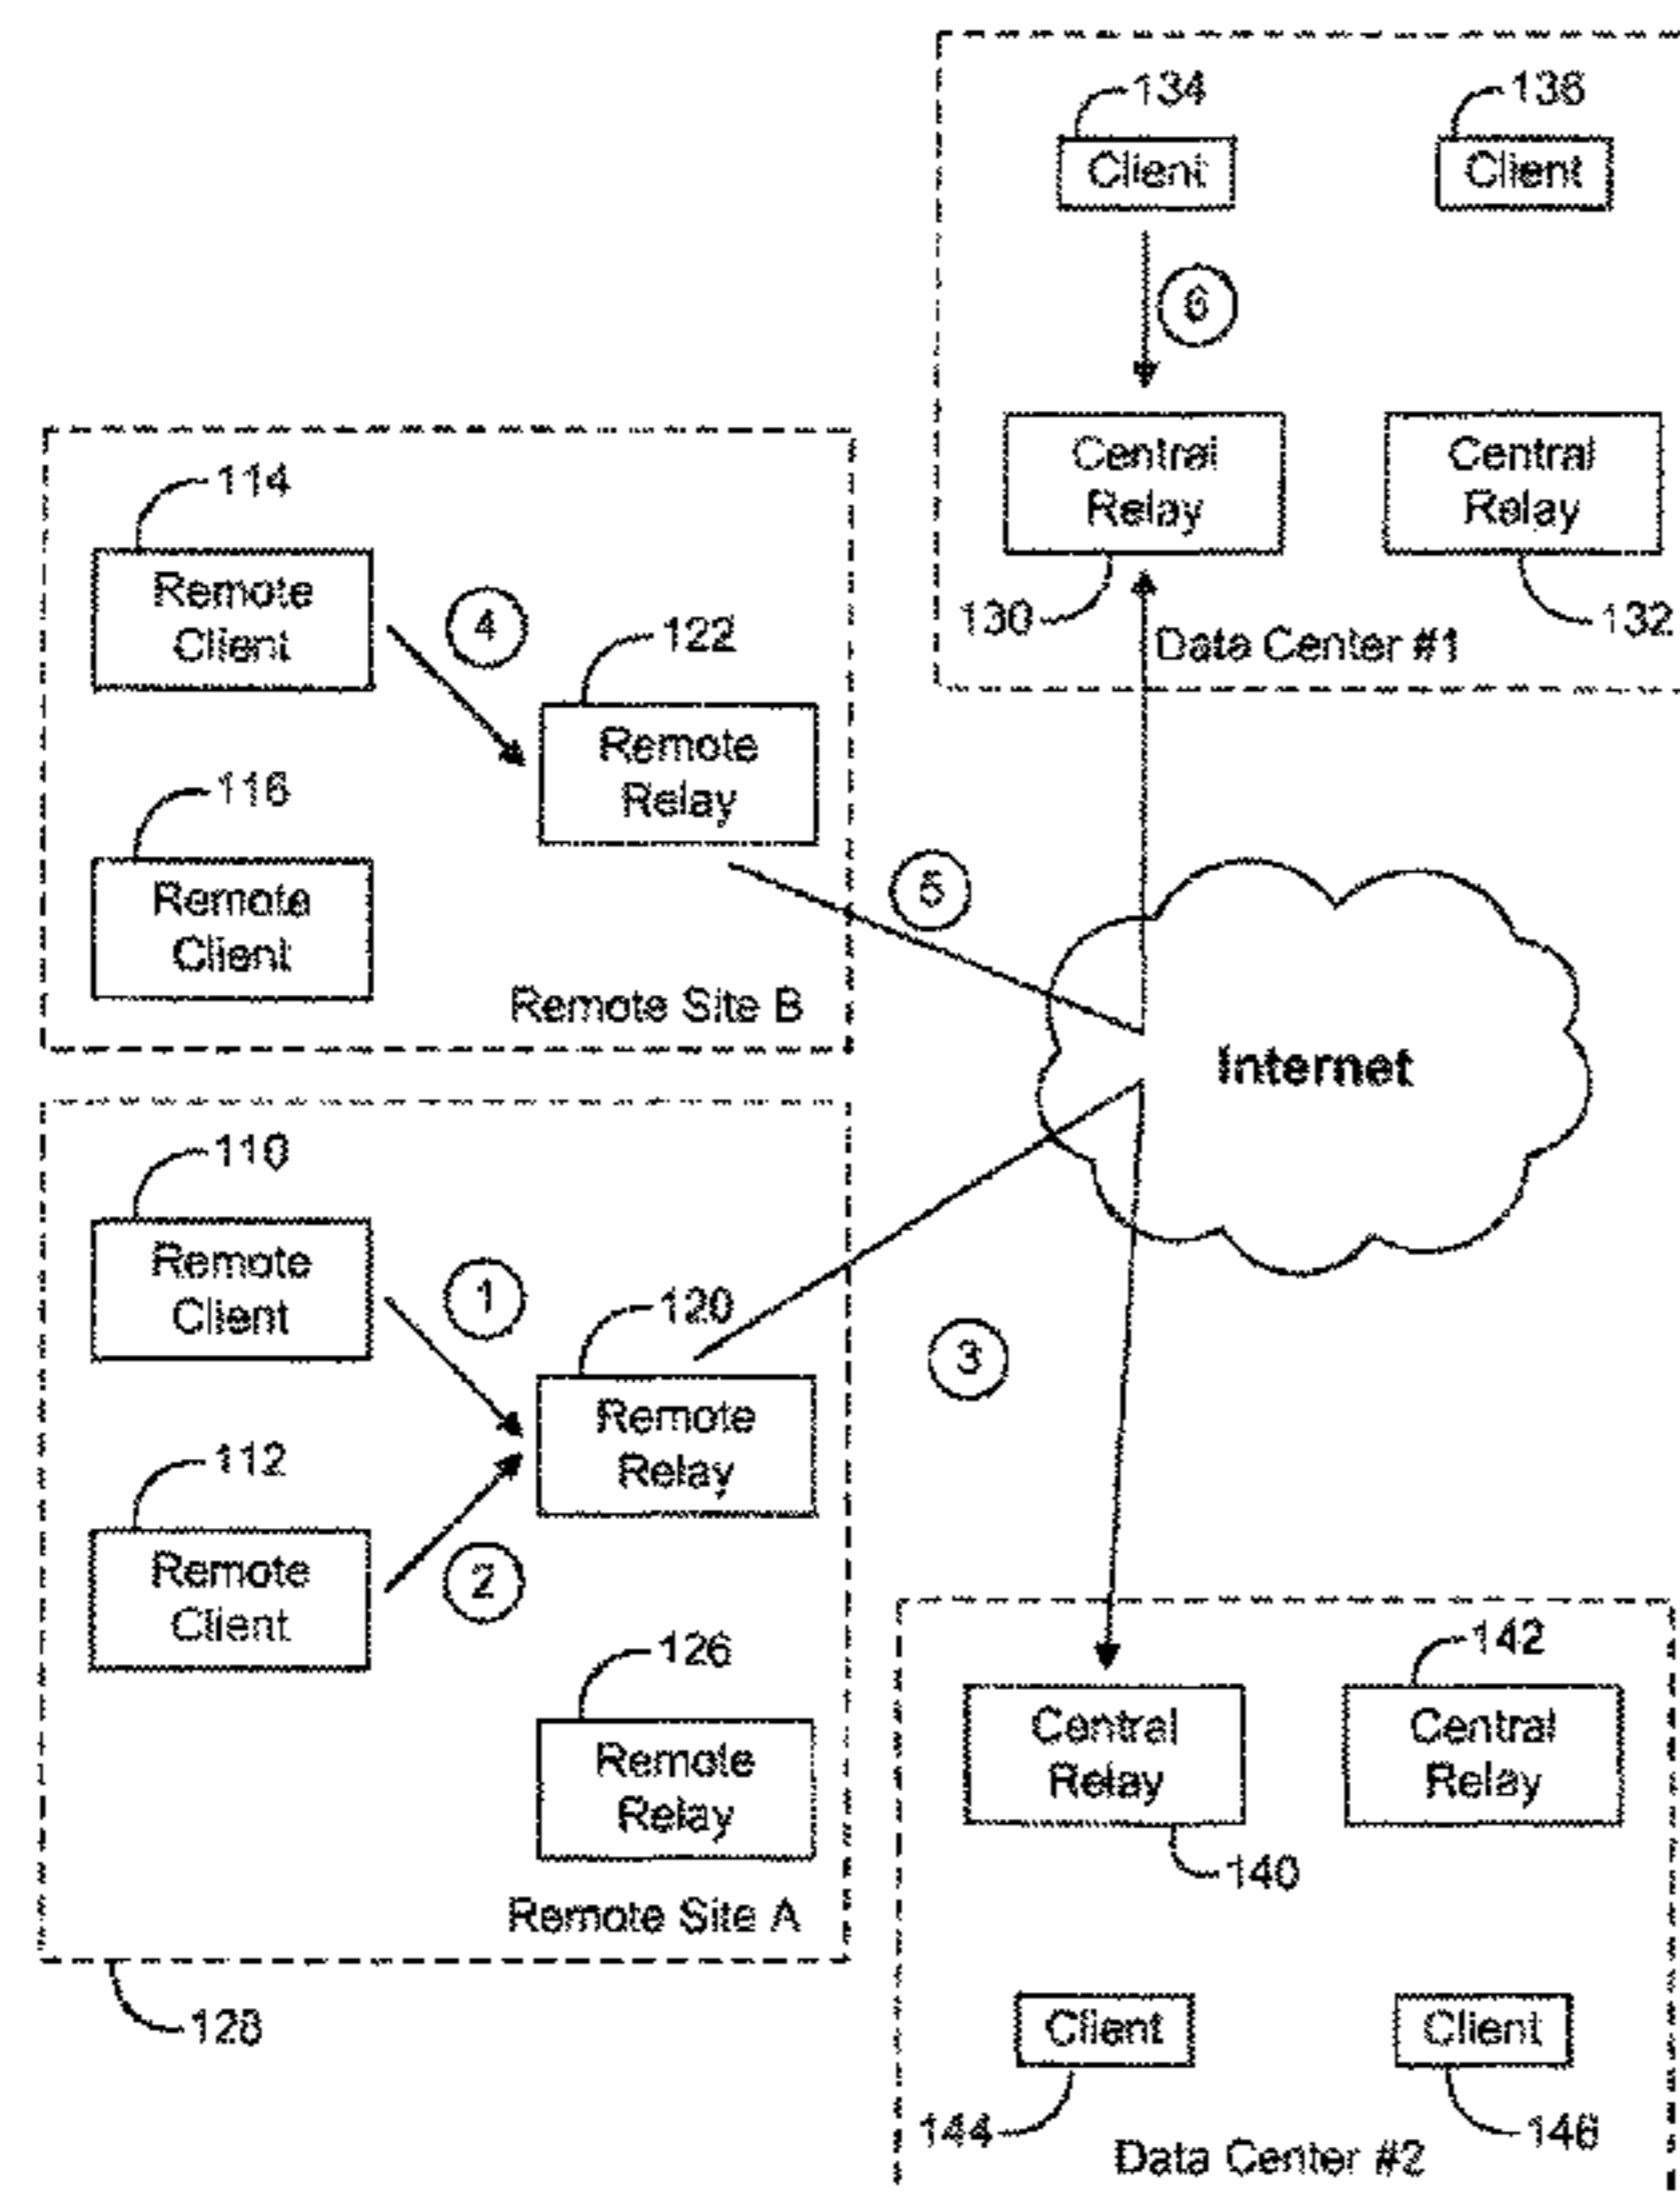 134
136
Client
Client
6
Central
Relay
Central
Relay
130
132
Data Center #1
114
Remote
Client
4
122
Remote
Relay
116
Remote
Client
5
Remote Site B
Internet
110
Remote
Client
1
120
Remote
Relay
3
112
Remote
Client
2
126
Remote
Relay
Remote Site A
128
142
Central
Relay
Central
Relay
140
Client
Client
144
146
Data Center #2